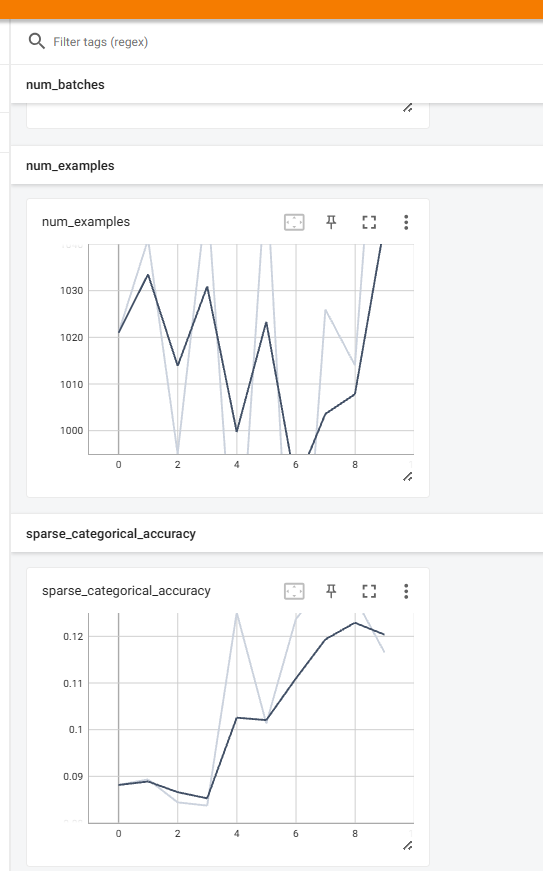 Filter tags (regex)
num_batches
num_examples
num_examples
1030
1020
1010
1000
0 2 4 6 8
sparse_categorical_accuracy
sparse_categorical_accuracy
0.12
0.11
0.1
0.09
0 2 4 6 8